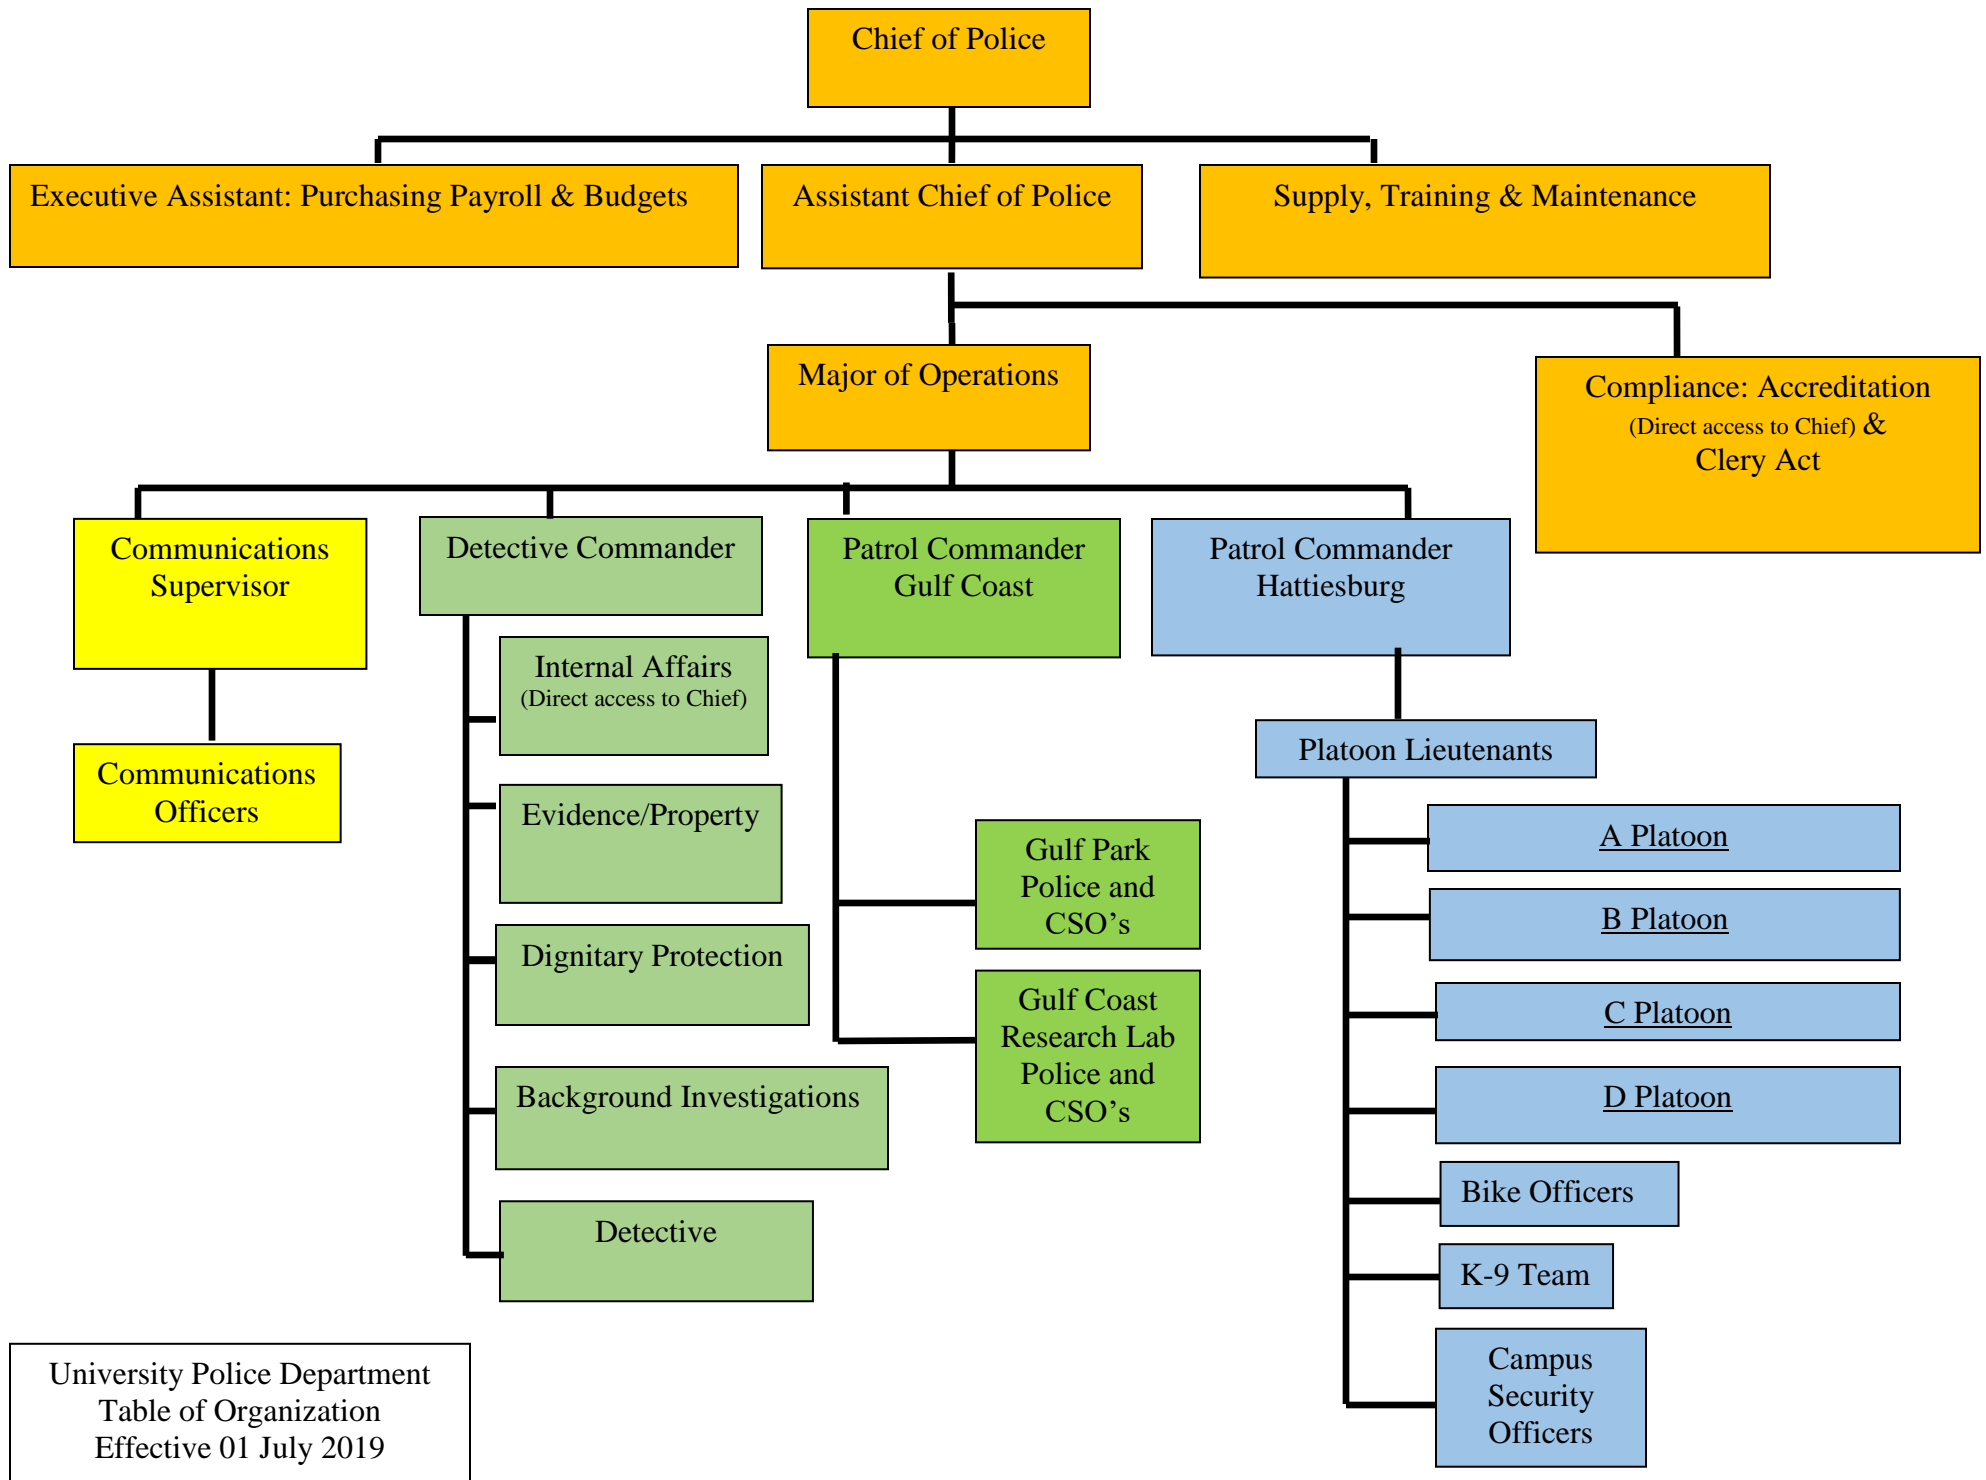 Chief of Police
Executive Assistant: Purchasing Payroll & Budgets
Assistant Chief of Police
Supply, Training & Maintenance
Major of Operations
Compliance: Accreditation
(Direct access to Chief) &
Clery Act
Communications
Supervisor
Detective Commander
Patrol Commander
Gulf Coast
Patrol Commander
Hattiesburg
Internal Affairs
(Direct access to Chief)
Platoon Lieutenants
Communications
Officers
Evidence/Property
Gulf Park
Police and
CSO’s
A Platoon
B Platoon
Dignitary Protection
Gulf Coast
Research Lab
Police and
CSO’s
C Platoon
Background Investigations
D Platoon
Bike Officers
Detective
K-9 Team
Campus
Security
Officers
University Police Department
Table of Organization
Effective 01 July 2019